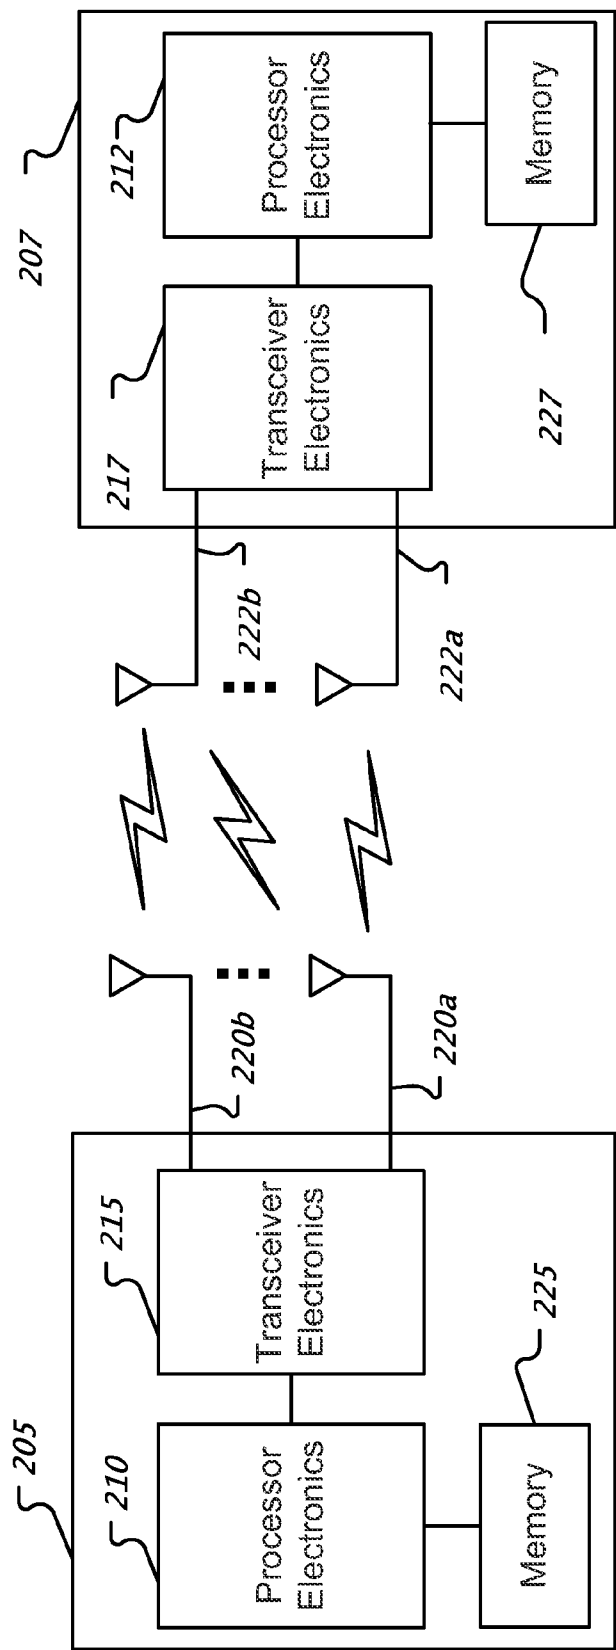 205
210
Processor
Electronics
215
Transceiver
Electronics
Memory
225
220b
220a
222b
222a
207
217
Transceiver
Electronics
212
Processor
Electronics
Memory
227